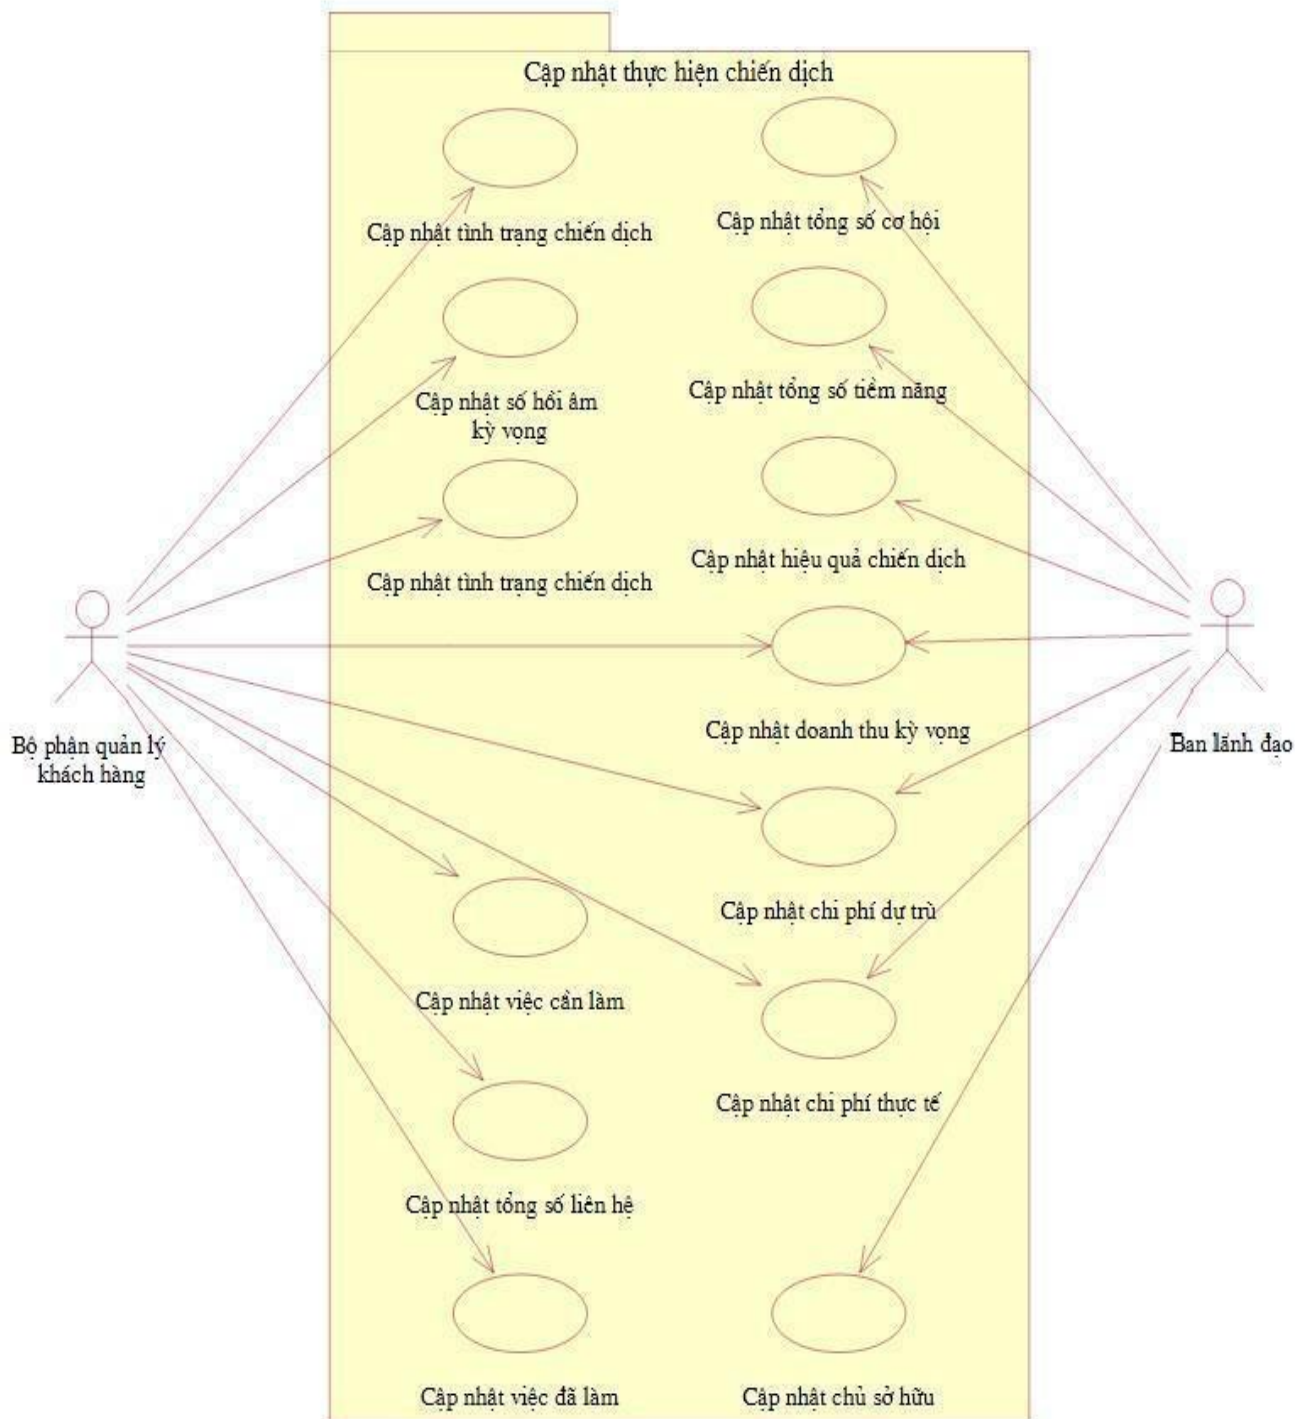 Cập nhật thực hiện chiến dịch
Cập nhật tình trạng chiến dịch
Cập nhật tổng số cơ hội
Cập nhật số hồi âm
kỳ vọng
Cập nhật tổng số tiềm năng
Cập nhật tình trạng chiến dịch
Cập nhật hiệu quả chiến dịch
Bộ phận quản lý
khách hàng
Cập nhật doanh thu kỳ vọng
Ban lãnh đạo
Cập nhật chi phí dự trù
Cập nhật việc cần làm
Cập nhật chi phí thực tế
Cập nhật tổng số liên hệ
Cập nhật việc đã làm
Cập nhật chủ sở hữu